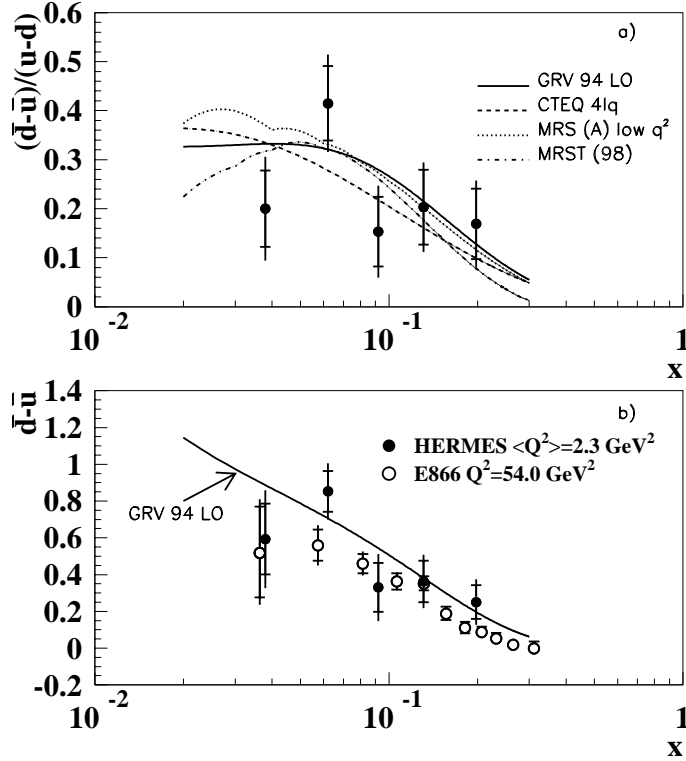 a)
(d̄-ū)/(u-d)
0.6
0.5
0.4
0.3
0.2
0.1
0
GRV 94 LO
CTEQ 4lq
MRS (A) low q²
MRST (98)
10⁻² 10⁻¹ 1
x
b)
d̄-ū
1.4
1.2
1
0.8
0.6
0.4
0.2
0
-0.2
HERMES <Q²>=2.3 GeV²
E866 Q²=54.0 GeV²
GRV 94 LO
10⁻² 10⁻¹ 1
x